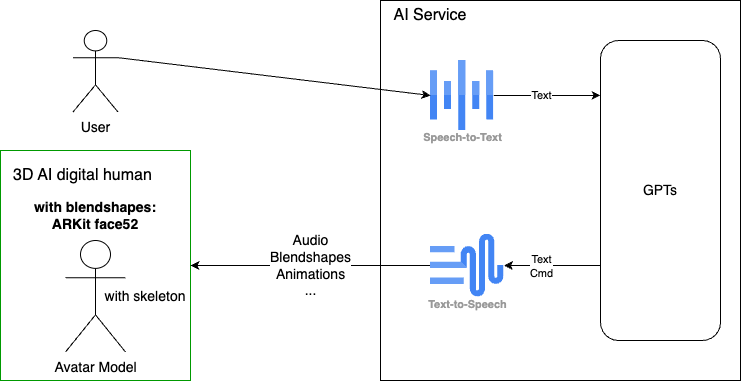 AI Service
User
Speech-to-Text
Text
GPTs
3D AI digital human
with blendshapes:
ARKit face52
with skeleton
Avatar Model
Audio
Blendshapes
Animations
...
Text-to-Speech
Text
Cmd